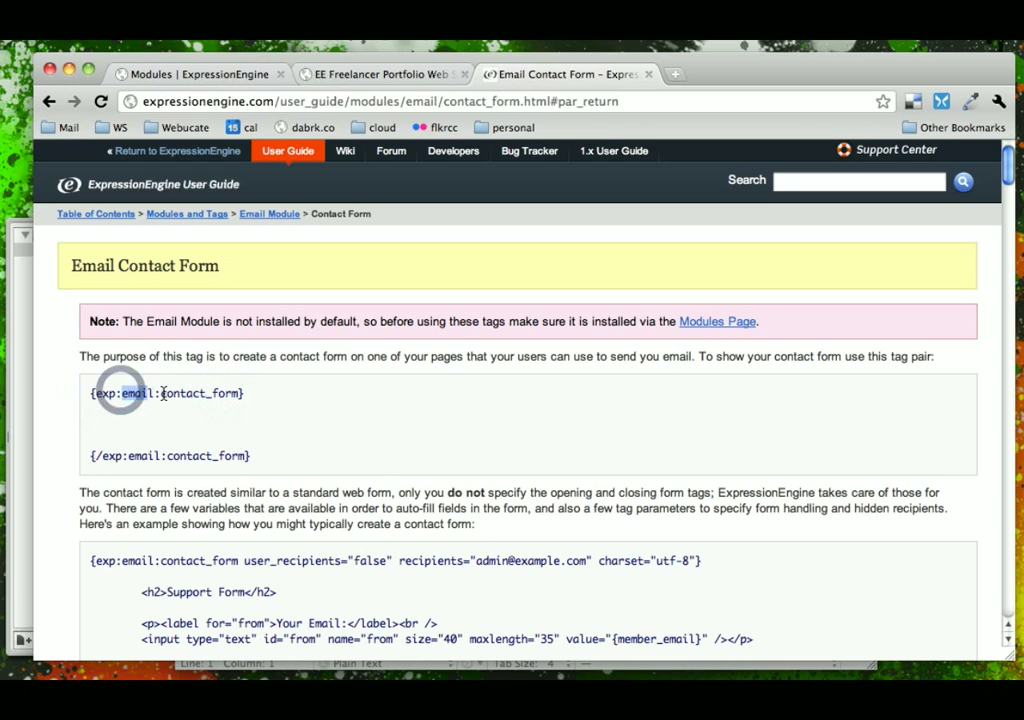 Modules | ExpressionEngine
EE Freelancer Portfolio Web S
Email Contact Form – Expres
expressionengine.com/user_guide/modules/email/contact_form.html#par_return
Mail WS Webucate 15 cal dabrk.co cloud flkrcc personal Other Bookmarks
« Return to ExpressionEngine User Guide Wiki Forum Developers Bug Tracker 1.x User Guide Support Center
ExpressionEngine User Guide Search
Table of Contents > Modules and Tags > Email Module > Contact Form
Email Contact Form
Note: The Email Module is not installed by default, so before using these tags make sure it is installed via the Modules Page.
The purpose of this tag is to create a contact form on one of your pages that your users can use to send you email. To show your contact form use this tag pair:
{exp:email:contact_form}
{/exp:email:contact_form}
The contact form is created similar to a standard web form, only you do not specify the opening and closing form tags; ExpressionEngine takes care of those for
you. There are a few variables that are available in order to auto-fill fields in the form, and also a few tag parameters to specify form handling and hidden recipients.
Here's an example showing how you might typically create a contact form:
{exp:email:contact_form user_recipients="false" recipients="admin@example.com" charset="utf-8"}
<h2>Support Form</h2>
<p><label for="from">Your Email:</label><br />
<input type="text" id="from" name="from" size="40" maxlength="35" value="{member_email}" /></p>
Line: 1 Column: 1 Plain Text Tab Size: 4 —